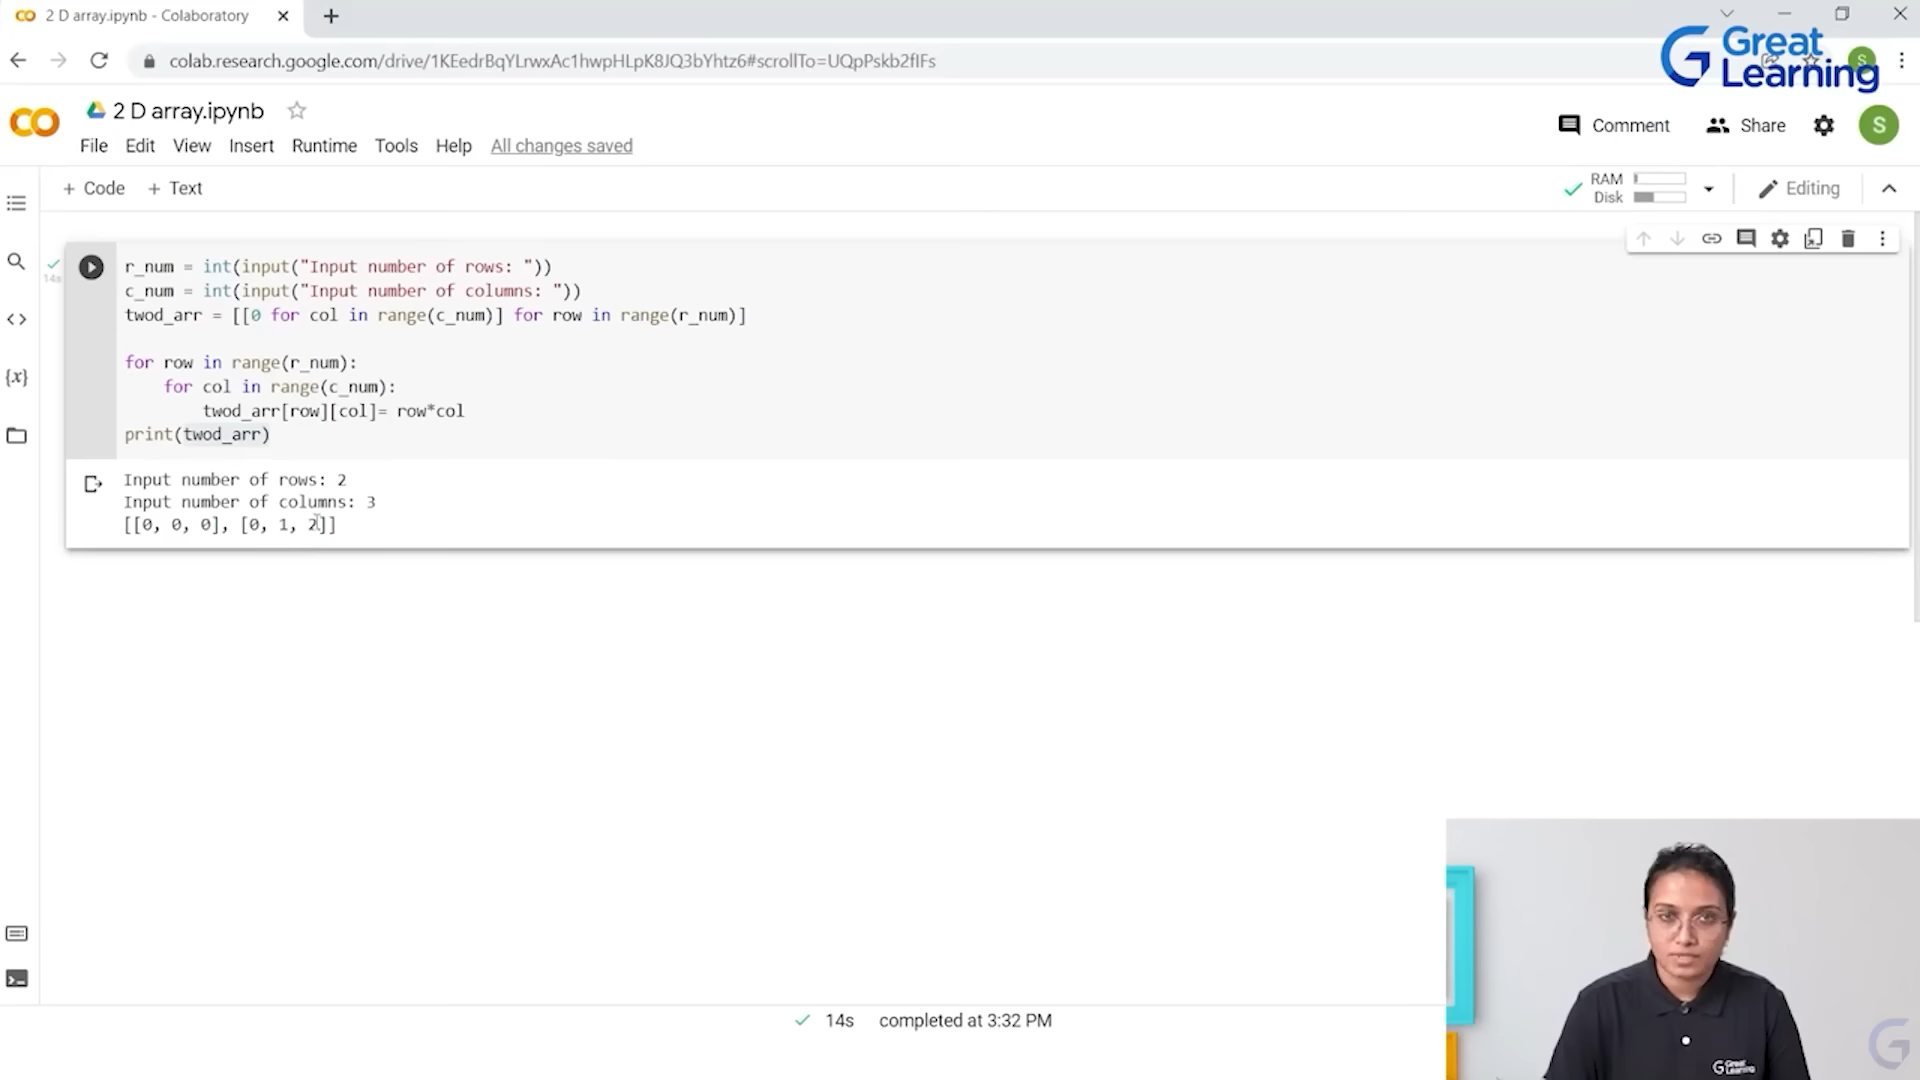 2 D array.ipynb - Colaboratory
colab.research.google.com/drive/1KEedrBqYLrwxAc1hwpHLpK8JQ3bYhtz6#scrollTo=UQpPskb2fIFs
Great
Learning
S
2 D array.ipynb
Comment
Share
S
File Edit View Insert Runtime Tools Help All changes saved
+ Code + Text
RAM
Disk
Editing
{x}
14s
r_num = int(input("Input number of rows: "))
c_num = int(input("Input number of columns: "))
twod_arr = [[0 for col in range(c_num)] for row in range(r_num)]
for row in range(r_num):
for col in range(c_num):
twod_arr[row][col]= row*col
print(twod_arr)
Input number of rows: 2
Input number of columns: 3
[[0, 0, 0], [0, 1, 2]]
14s completed at 3:32 PM
Great
Learning